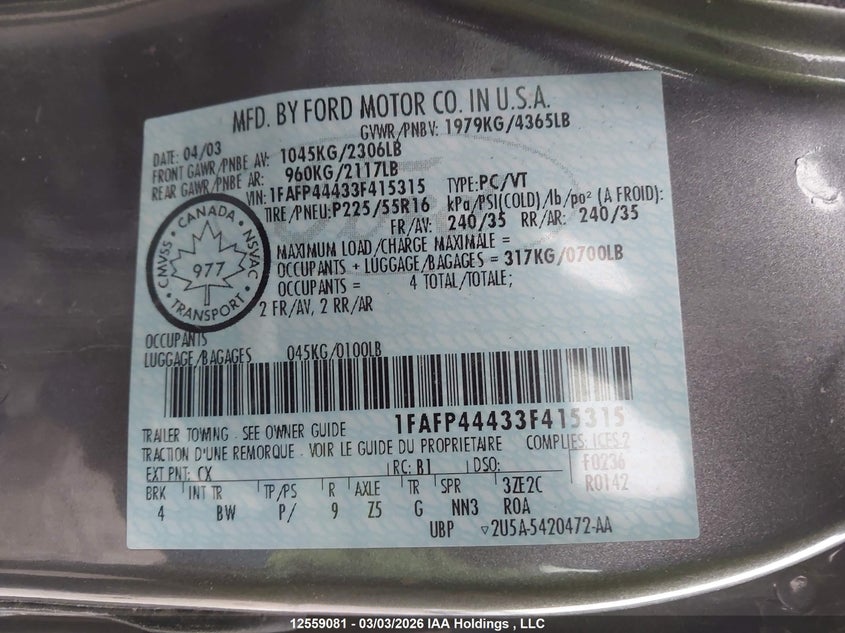 MFD. BY FORD MOTOR CO. IN U.S.A.
DATE: 04/03 GVWR/PNBV: 1979KG/4365LB
FRONT GAWR/PNBE AV: 1045KG/2306LB
REAR GAWR/PNBE AR: 960KG/2117LB
VIN: 1FAFP44433F415315 TYPE: PC/VT
TIRE/PNEU: P225/55R16 kPa/PSI(COLD)/lb/po² (A FROID):
FR/AV: 240/35 RR/AR: 240/35
CANADA
CMVSS NSVAC
977
TRANSPORT
MAXIMUM LOAD/CHARGE MAXIMALE =
OCCUPANTS + LUGGAGE/BAGAGES = 317KG/0700LB
OCCUPANTS = 4 TOTAL/TOTALE;
2 FR/AV, 2 RR/AR
OCCUPANTS
LUGGAGE/BAGAGES 045KG/0100LB
1FAFP44433F415315
TRAILER TOWING - SEE OWNER GUIDE COMPLIES: ICES-2
TRACTION D'UNE REMORQUE - VOIR LE GUIDE DU PROPRIETAIRE
EXT PNT: CX RC: B1 DSO: F0236
R0142
BRK INT TR TP/PS R AXLE TR SPR 3ZE2C
4 BW P/ 9 Z5 G NN3 ROA
UBP ▽2U5A-5420472-AA
12559081 - 03/03/2026 IAA Holdings , LLC